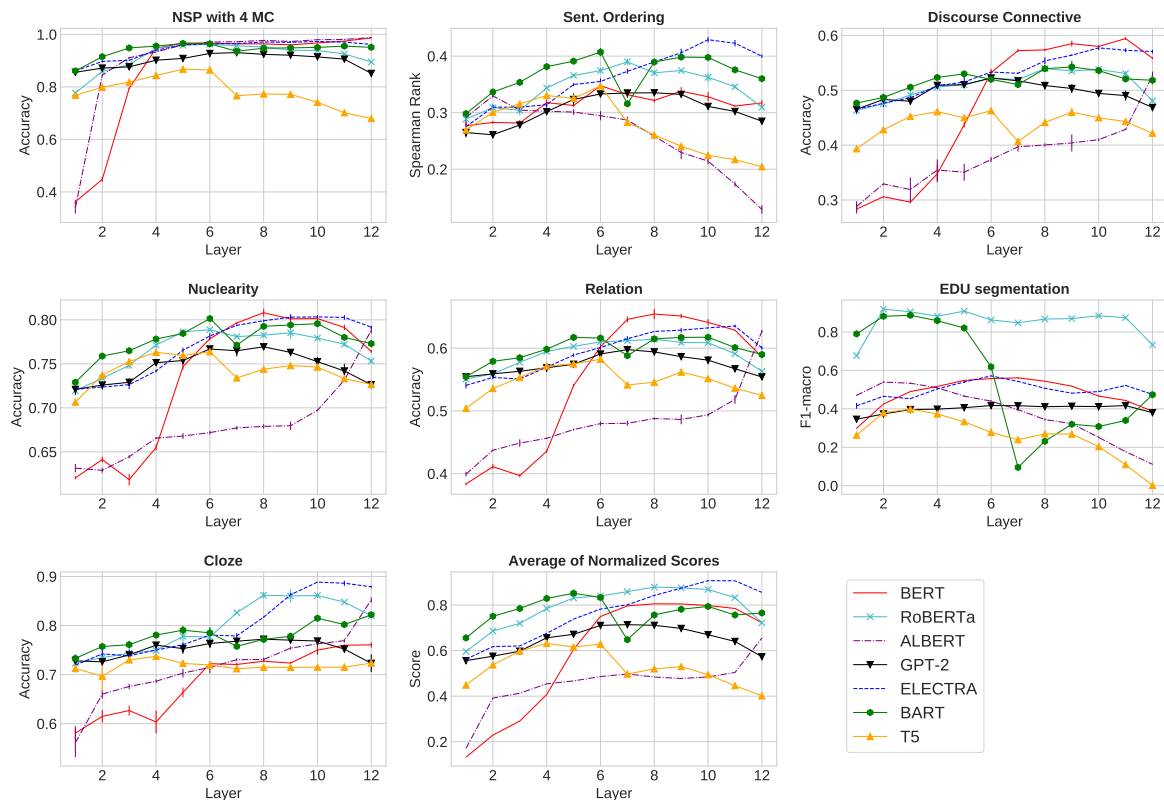 NSP with 4 MC
1.0
0.8
0.6
0.4
Accuracy
2 4 6 8 10 12
Layer
Sent. Ordering
0.4
0.3
0.2
Spearman Rank
2 4 6 8 10 12
Layer
Discourse Connective
0.6
0.5
0.4
0.3
Accuracy
2 4 6 8 10 12
Layer
Nuclearity
0.80
0.75
0.70
0.65
Accuracy
2 4 6 8 10 12
Layer
Relation
0.6
0.5
0.4
Accuracy
2 4 6 8 10 12
Layer
EDU segmentation
0.8
0.6
0.4
0.2
0.0
F1-macro
2 4 6 8 10 12
Layer
Cloze
0.9
0.8
0.7
0.6
Accuracy
2 4 6 8 10 12
Layer
Average of Normalized Scores
0.8
0.6
0.4
0.2
Score
2 4 6 8 10 12
Layer
BERT
RoBERTa
ALBERT
GPT-2
ELECTRA
BART
T5